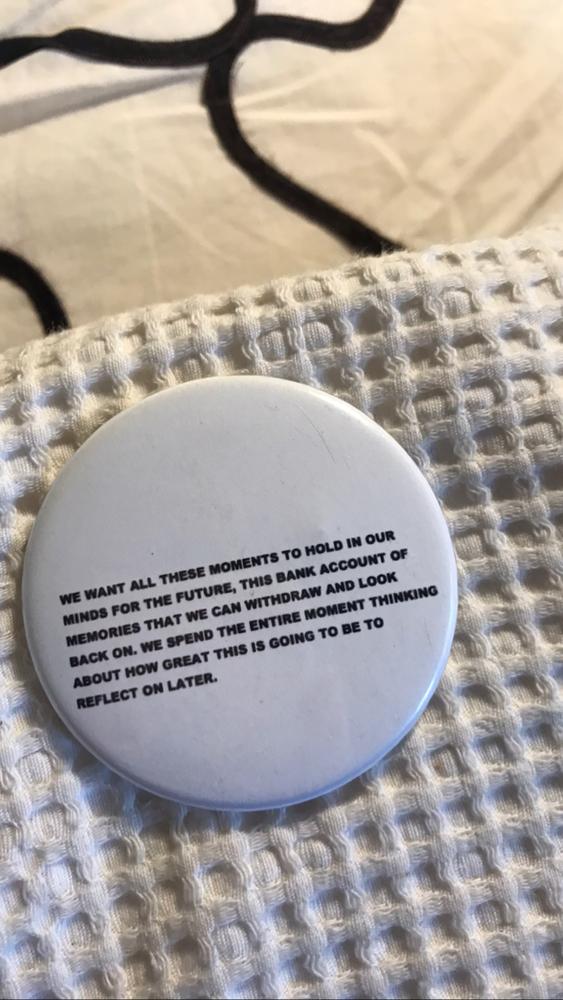 WE WANT ALL THESE MOMENTS TO HOLD IN OUR
MINDS FOR THE FUTURE, THIS BANK ACCOUNT OF
MEMORIES THAT WE CAN WITHDRAW AND LOOK
BACK ON. WE SPEND THE ENTIRE MOMENT THINKING
ABOUT HOW GREAT THIS IS GOING TO BE TO
REFLECT ON LATER.